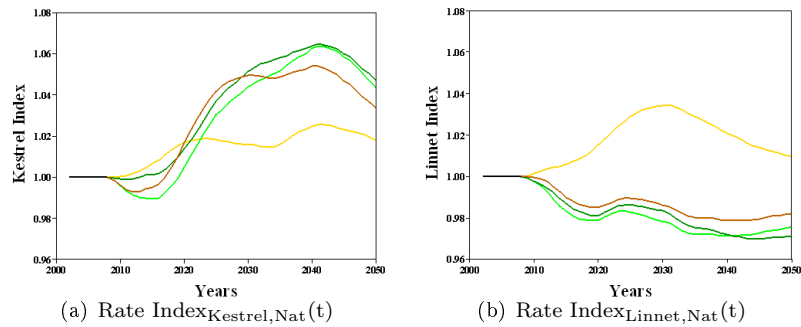 1.08
1.06
1.04
1.02
1.00
0.98
0.96
Kestrel Index
2000 2010 2020 2030 2040 2050
Years
(a) Rate Index_Kestrel,Nat(t)
1.08
1.06
1.04
1.02
1.00
0.98
0.96
Linnet Index
2000 2010 2020 2030 2040 2050
Years
(b) Rate Index_Linnet,Nat(t)